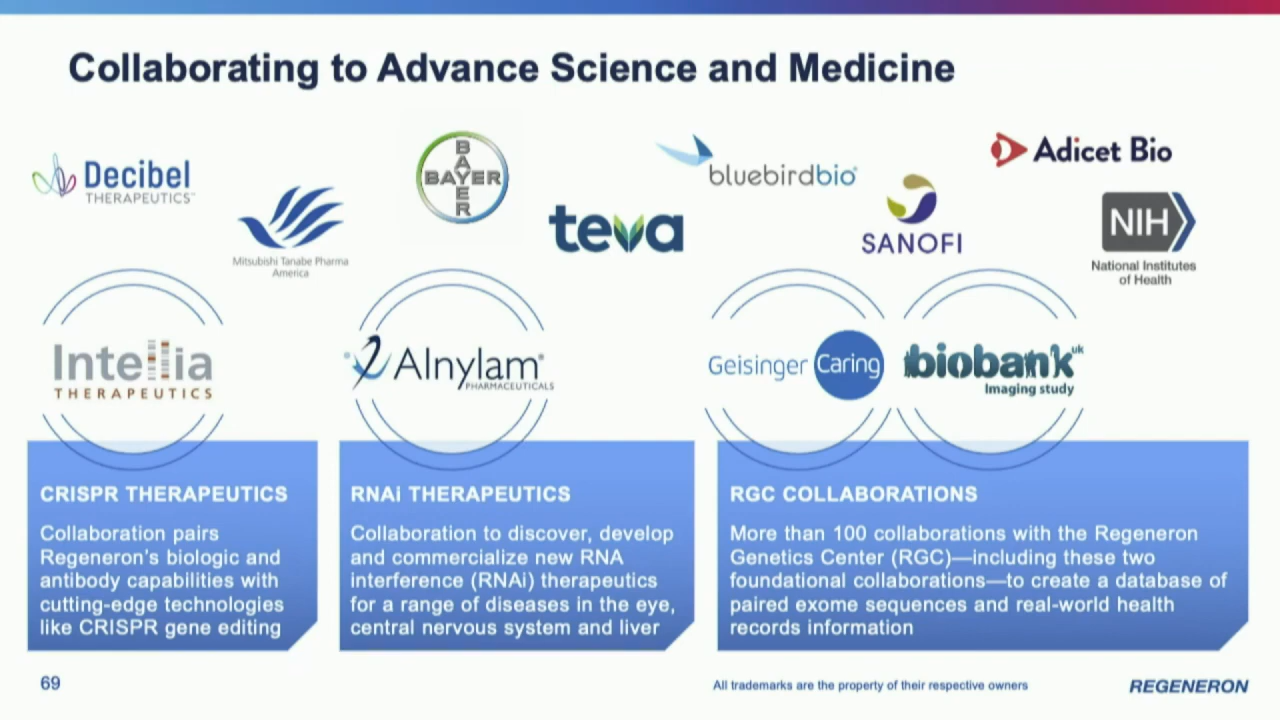 Collaborating to Advance Science and Medicine
Decibel
THERAPEUTICS™
Mitsubishi Tanabe Pharma
America
BAYER
BAYER
teva
bluebirdbio®
SANOFI
Adicet Bio
NIH
National Institutes
of Health
Intellia
THERAPEUTICS
Alnylam®
PHARMACEUTICALS
Geisinger Caring
biobank uk
Imaging study
CRISPR THERAPEUTICS
Collaboration pairs
Regeneron's biologic and
antibody capabilities with
cutting-edge technologies
like CRISPR gene editing
RNAi THERAPEUTICS
Collaboration to discover, develop
and commercialize new RNA
interference (RNAi) therapeutics
for a range of diseases in the eye,
central nervous system and liver
RGC COLLABORATIONS
More than 100 collaborations with the Regeneron
Genetics Center (RGC)—including these two
foundational collaborations—to create a database of
paired exome sequences and real-world health
records information
69
All trademarks are the property of their respective owners
REGENERON